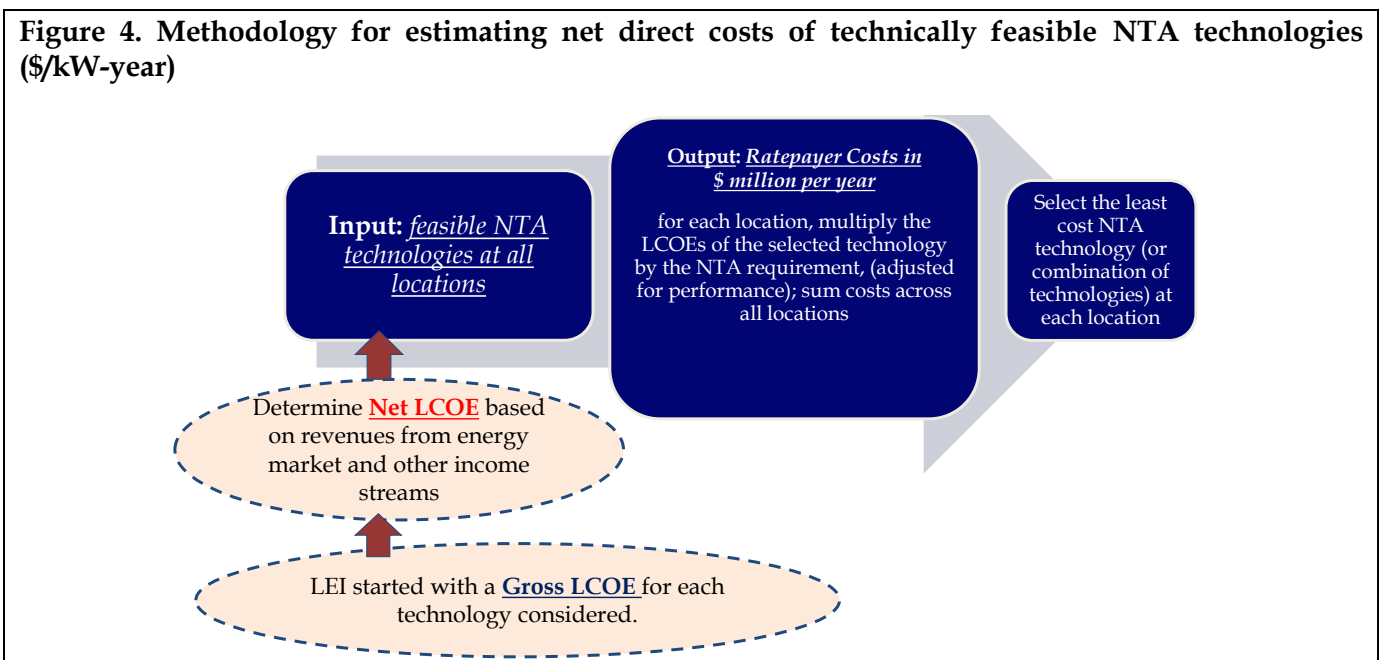 Figure 4. Methodology for estimating net direct costs of technically feasible NTA technologies
($/kW-year)
Input: feasible NTA
technologies at all
locations
Output: Ratepayer Costs in
$ million per year
for each location, multiply the
LCOEs of the selected technology
by the NTA requirement, (adjusted
for performance); sum costs across
all locations
Select the least
cost NTA
technology (or
combination of
technologies) at
each location
Determine Net LCOE based
on revenues from energy
market and other income
streams
LEI started with a Gross LCOE for each
technology considered.